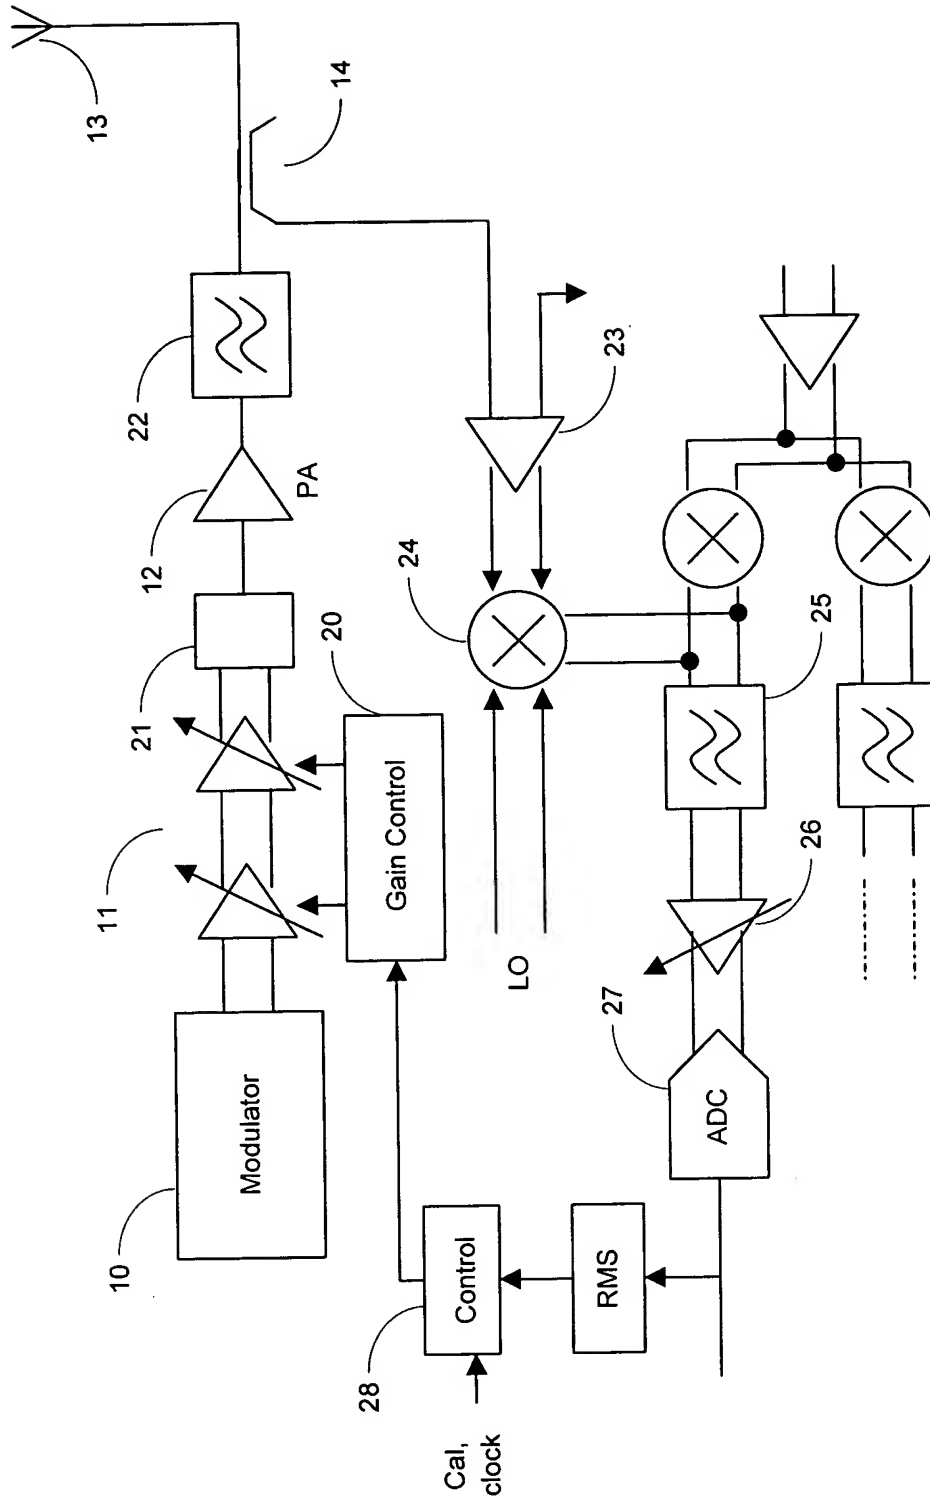 10
Modulator
11
21
12
PA
22
13
14
20
Gain Control
28
Control
Cal,
clock
RMS
LO
24
23
27
ADC
26
25